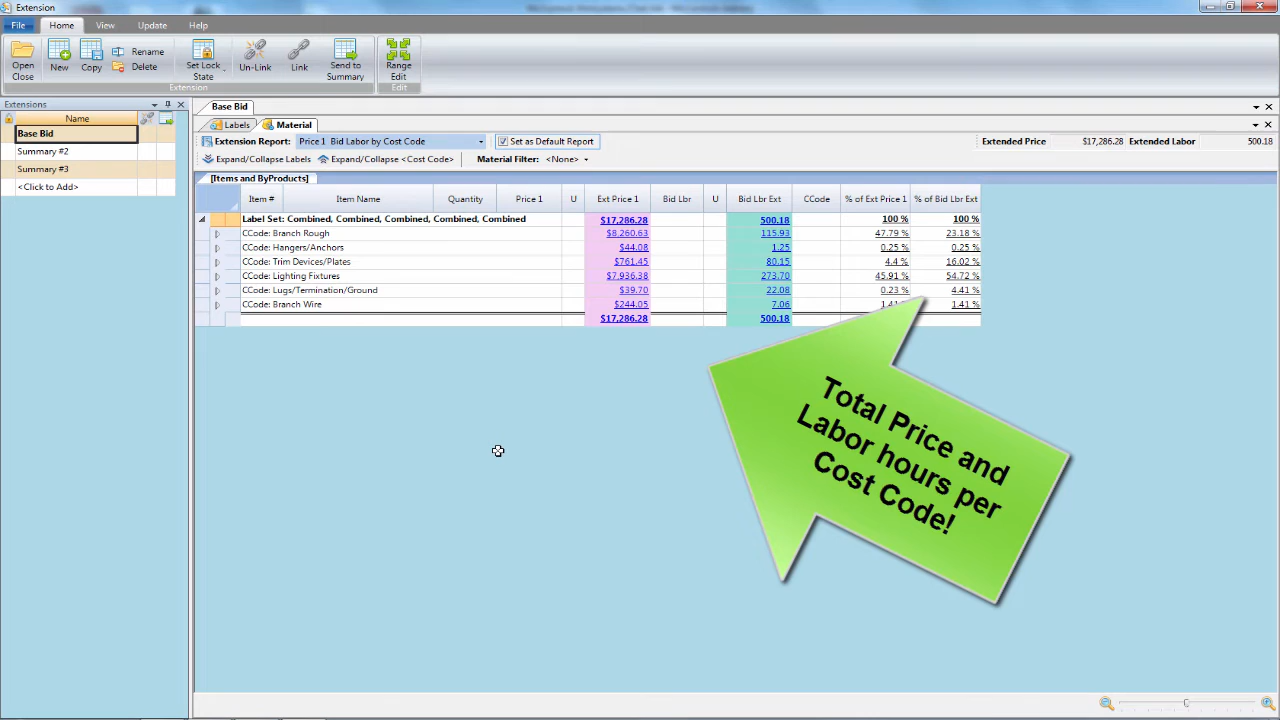 Extension
File Home View Update Help
Open Close
New
Copy
Rename
Delete
Set Lock State
Un-Link
Link
Send to Summary
Range Edit
Extension
Edit
Extensions
Name
Base Bid
Summary #2
Summary #3
<Click to Add>
Base Bid
Labels Material
Extension Report: Price 1 Bid Labor by Cost Code Set as Default Report Extended Price $17,286.28 Extended Labor 500.18
Expand/Collapse Labels Expand/Collapse <Cost Code> Material Filter: <None>
[Items and ByProducts]
Item # Item Name Quantity Price 1 U Ext Price 1 Bid Lbr U Bid Lbr Ext CCode % of Ext Price 1 % of Bid Lbr Ext
Label Set: Combined, Combined, Combined, Combined, Combined $17,286.28 500.18 100 % 100 %
CCode: Branch Rough $8,260.63 115.93 47.79 % 23.18 %
CCode: Hangers/Anchors $44.08 1.25 0.25 % 0.25 %
CCode: Trim Devices/Plates $761.45 80.15 4.4 % 16.02 %
CCode: Lighting Fixtures $7,936.38 273.70 45.91 % 54.72 %
CCode: Lugs/Termination/Ground $39.70 22.08 0.23 % 4.41 %
CCode: Branch Wire $244.05 7.06 1.41 % 1.41 %
$17,286.28 500.18
Total Price and
Labor hours per
Cost Code!